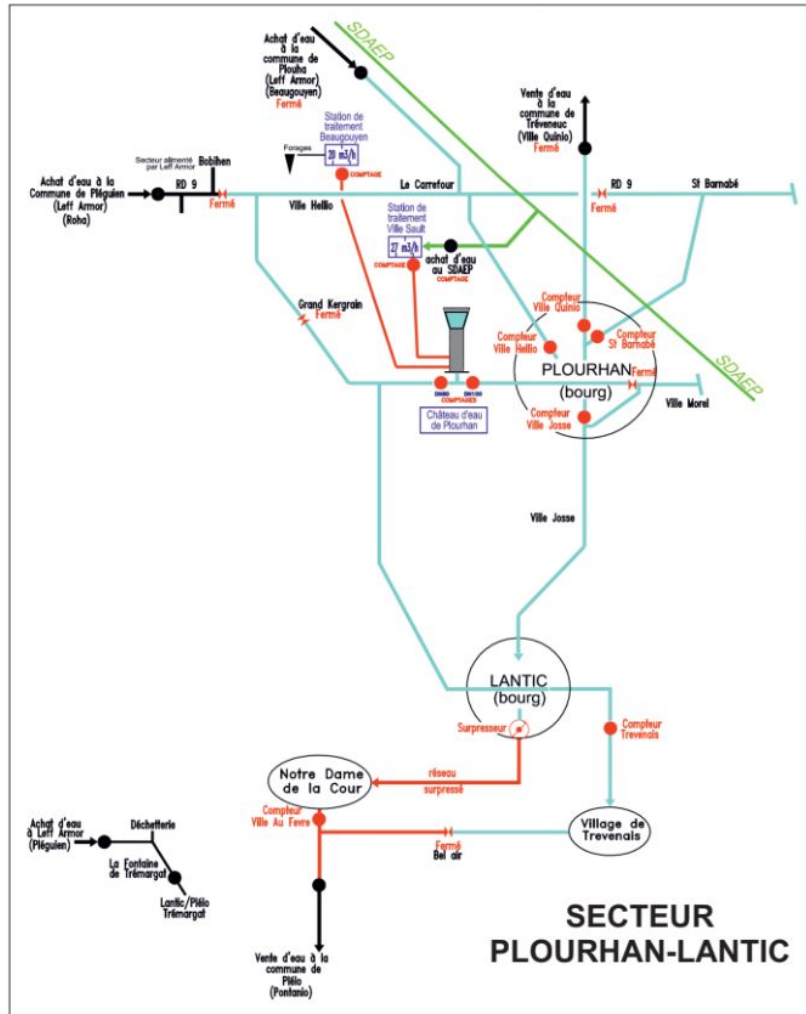 Achat d'eau
à la
commune de
Plouha
(Leff Armor)
(Beaugouyen)
Fermé
SDAEP
Vente d'eau
à la
commune de
Tréveneuc
(Ville Quinio)
Fermé
Station de
traitement
Beaugouyen
20 m3/h
Forages
COMPTAGE
Secteur alimenté
par Leff Armor
Bobihen
Achat d'eau à la
Commune de Pléguien
(Leff Armor)
(Roha)
RD 9
Fermé
Ville Hellio
Le Carrefour
RD 9
Fermé
St Barnabé
Station de
traitement
Ville Sault
27 m3/h
COMPTAGE
achat d'eau
au SDAEP
COMPTAGE
Grand Kergrain
Fermé
Compteur
Ville Quinio
Compteur
Ville Hellio
Compteur
St Barnabé
PLOURHAN
(bourg)
Fermé
SDAEP
Ville Morel
COMPTAGES
Château d'eau
de Plourhan
Compteur
Ville Josse
Ville Josse
LANTIC
(bourg)
Surpresseur
Compteur
Trevenais
réseau
surpressé
Notre Dame
de la Cour
Compteur
Ville Au Fevre
Village de
Trevenais
Fermé
Bel air
Achat d'eau
à Leff Armor
(Pléguien)
Déchetterie
La Fontaine
de Trémargat
Lantic/Plélo
Trémargat
Vente d'eau à la
commune de
Plélo
(Pontanio)
SECTEUR
PLOURHAN-LANTIC